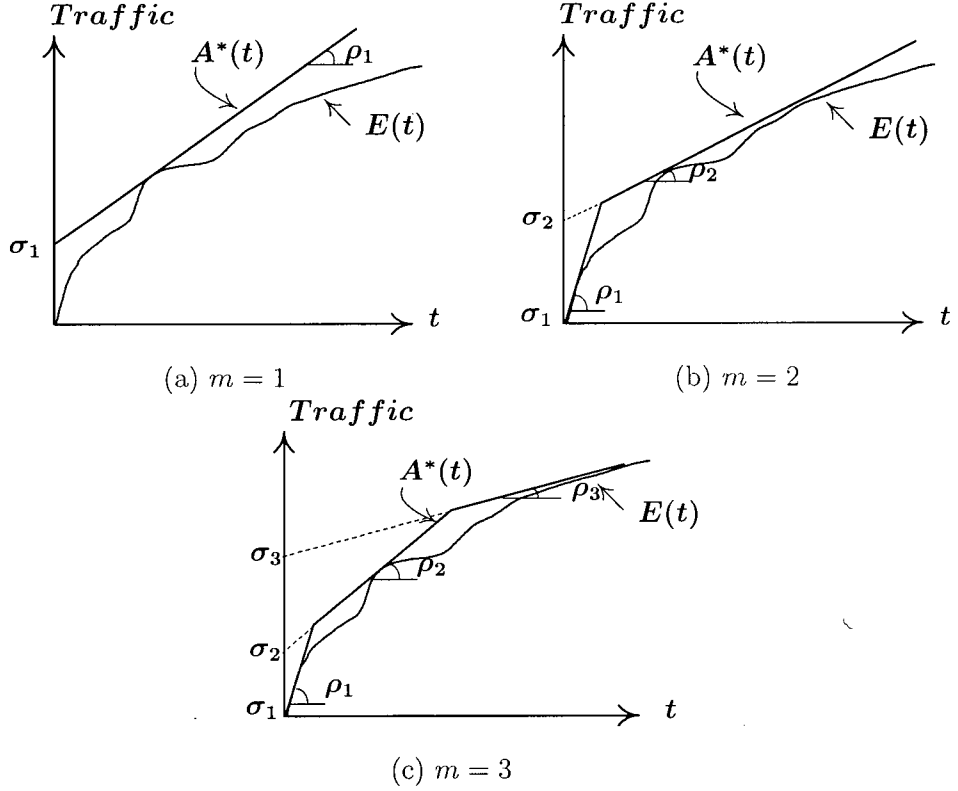 Traffic
A*(t)
ρ1
E(t)
σ1
t
(a) m = 1
Traffic
A*(t)
ρ2
E(t)
σ2
ρ1
σ1
t
(b) m = 2
Traffic
A*(t)
ρ3
E(t)
σ3
ρ2
σ2
ρ1
σ1
t
(c) m = 3